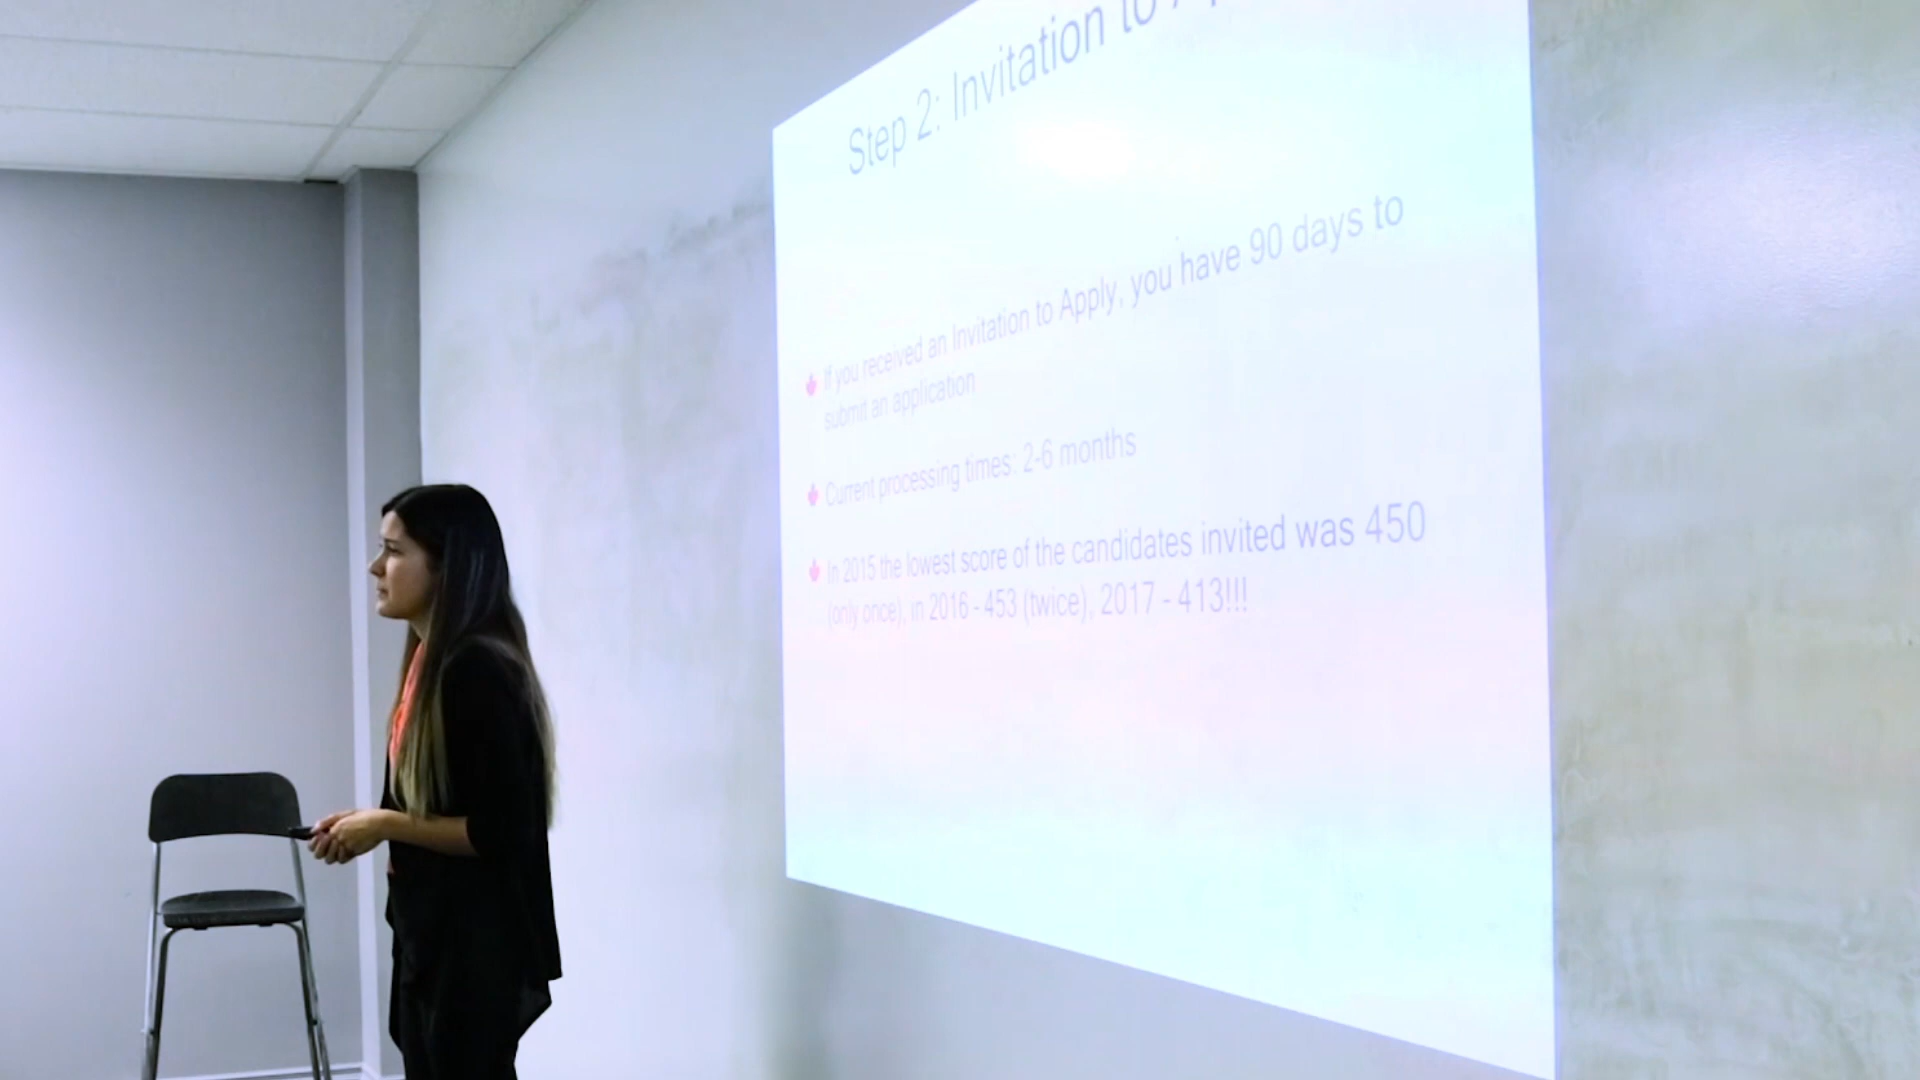 Step 2: Invitation to
If you received an Invitation to Apply, you have 90 days to
submit an application
Current processing times: 2-6 months
In 2015 the lowest score of the candidates invited was 450
(only once), in 2016 - 453 (twice), 2017 - 413!!!